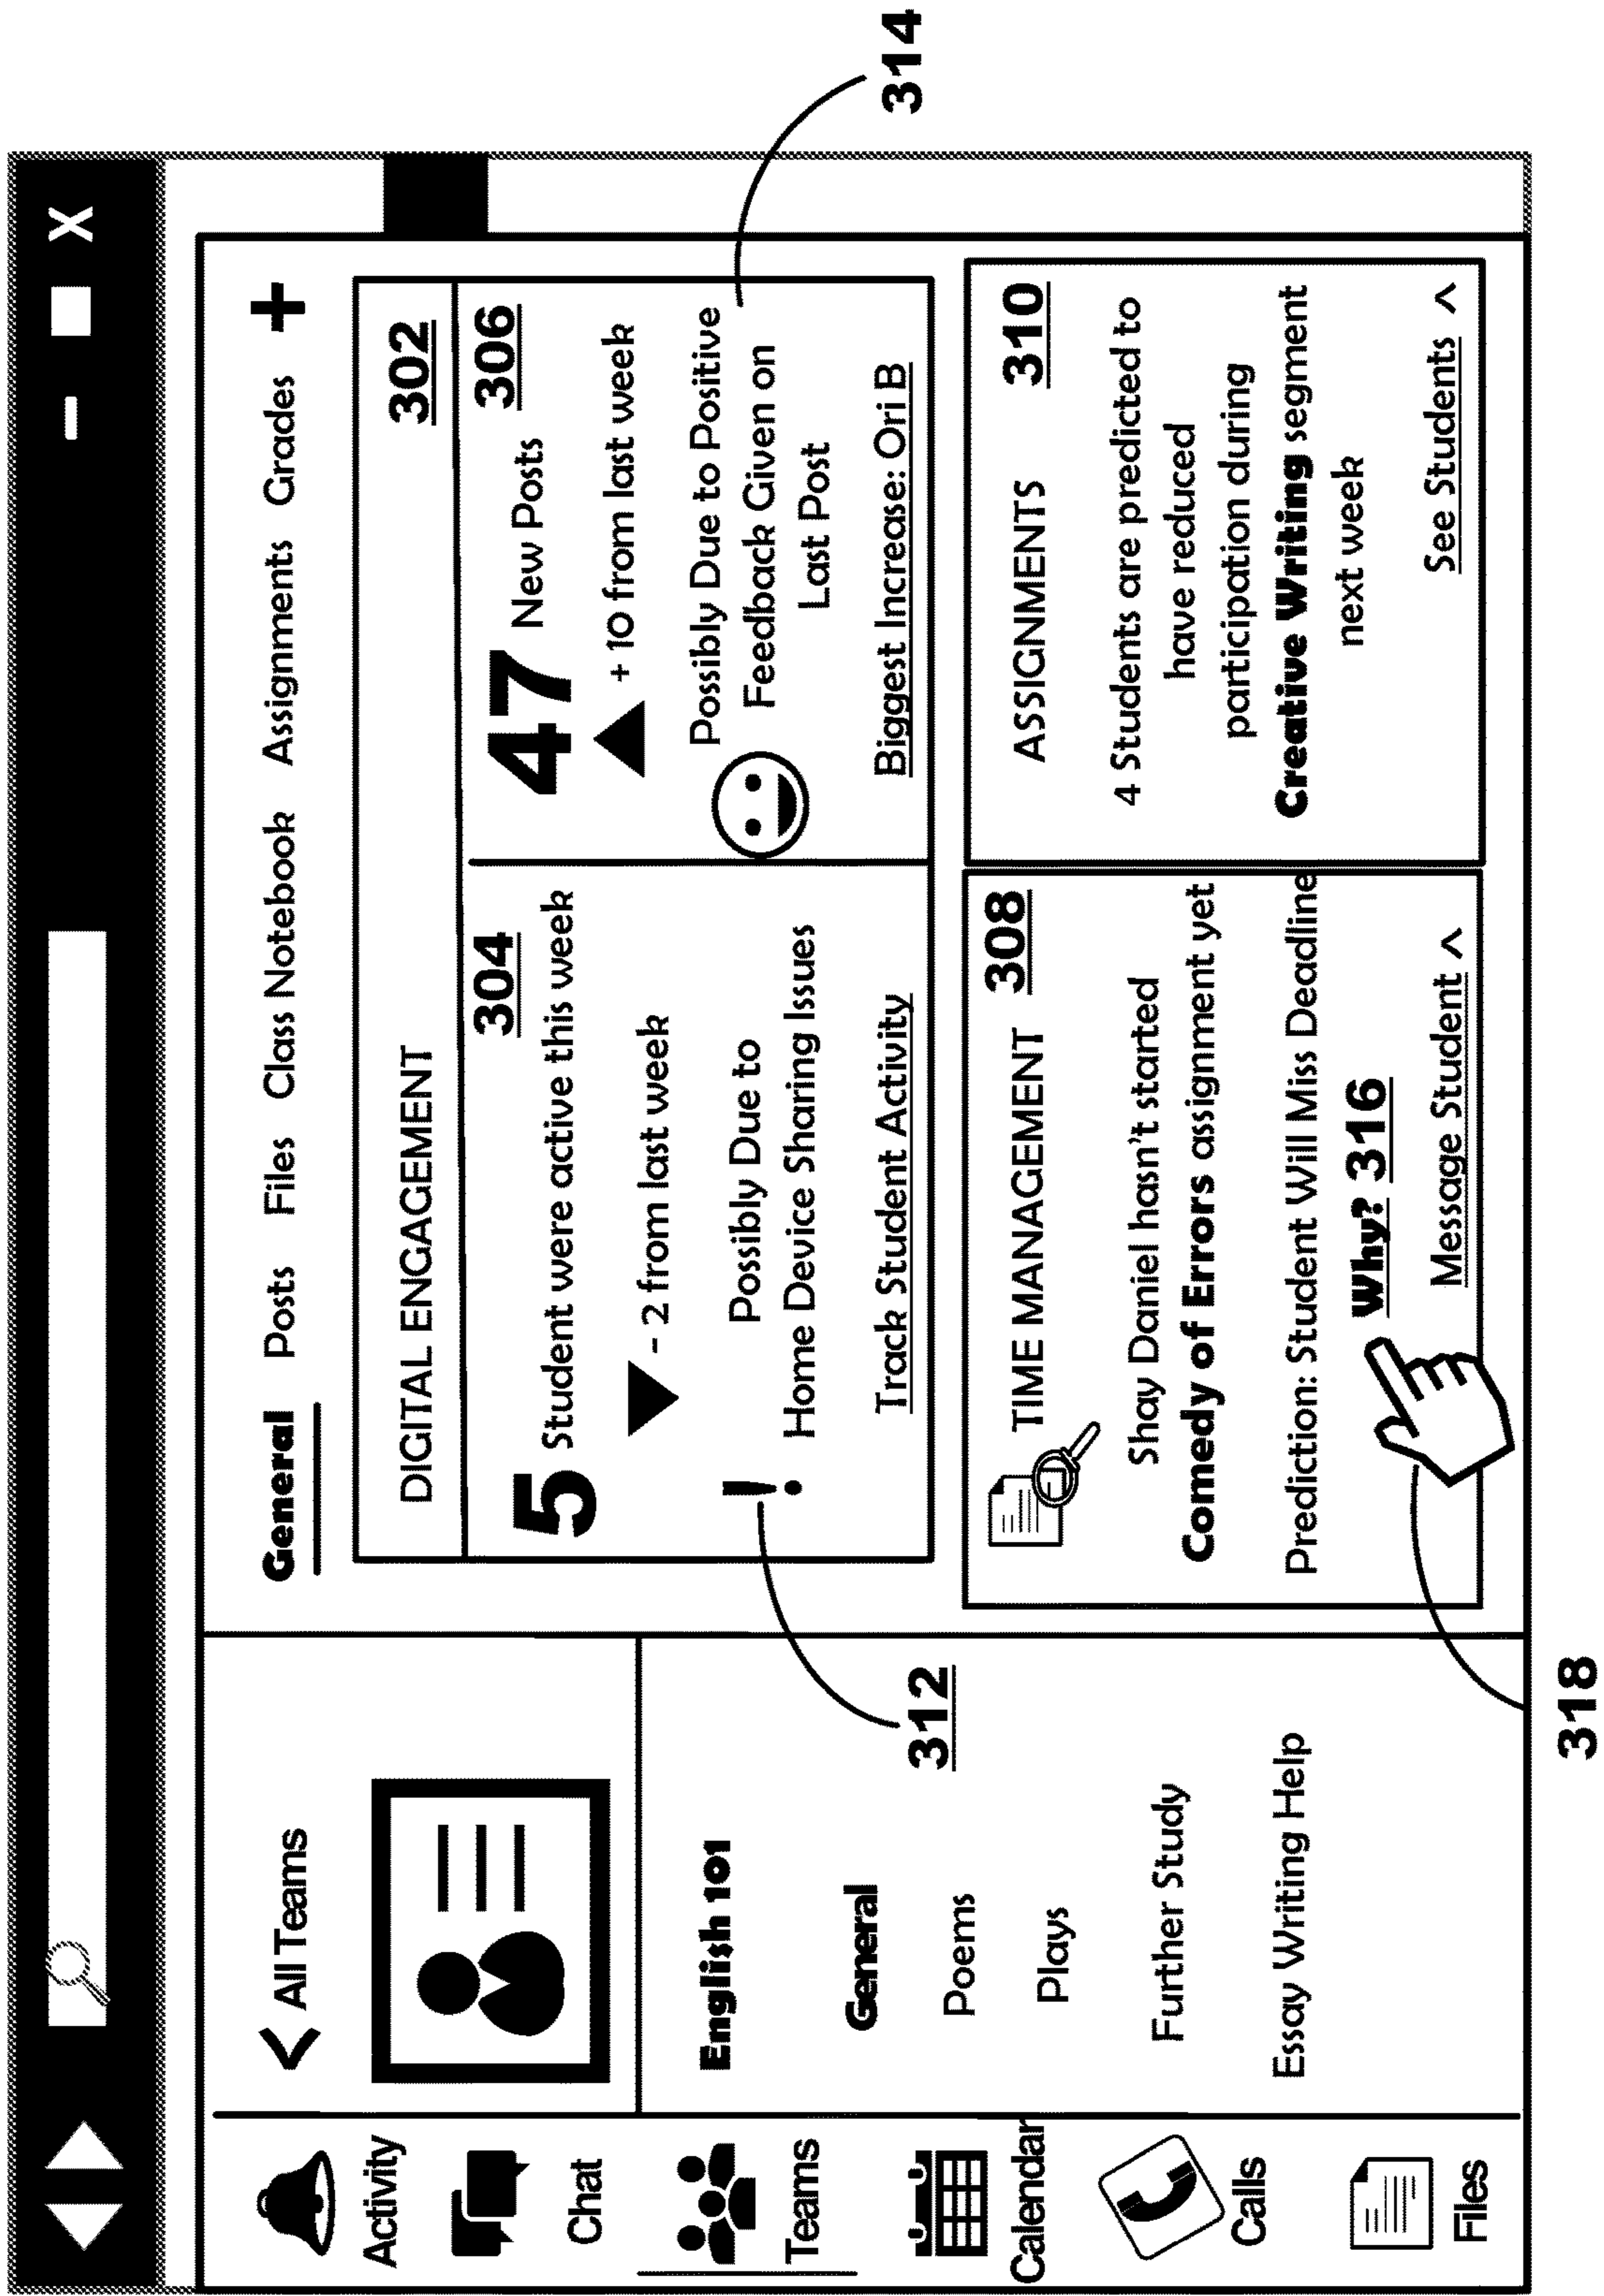 X
Activity
Chat
Teams
Calendar
Calls
Files
< All Teams
English 101
General
Poems
Plays
Further Study
Essay Writing Help
General Posts Files Class Notebook Assignments Grades +
DIGITAL ENGAGEMENT 302
304
5 Student were active this week
- 2 from last week
! Possibly Due to
Home Device Sharing Issues
Track Student Activity
312
306
47 New Posts
+ 10 from last week
Possibly Due to Positive
Feedback Given on
Last Post
Biggest Increase: Ori B
314
TIME MANAGEMENT 308
Shay Daniel hasn't started
Comedy of Errors assignment yet
Prediction: Student Will Miss Deadline
Why? 316
Message Student >
318
ASSIGNMENTS 310
4 Students are predicted to
have reduced
participation during
Creative Writing segment
next week
See Students >